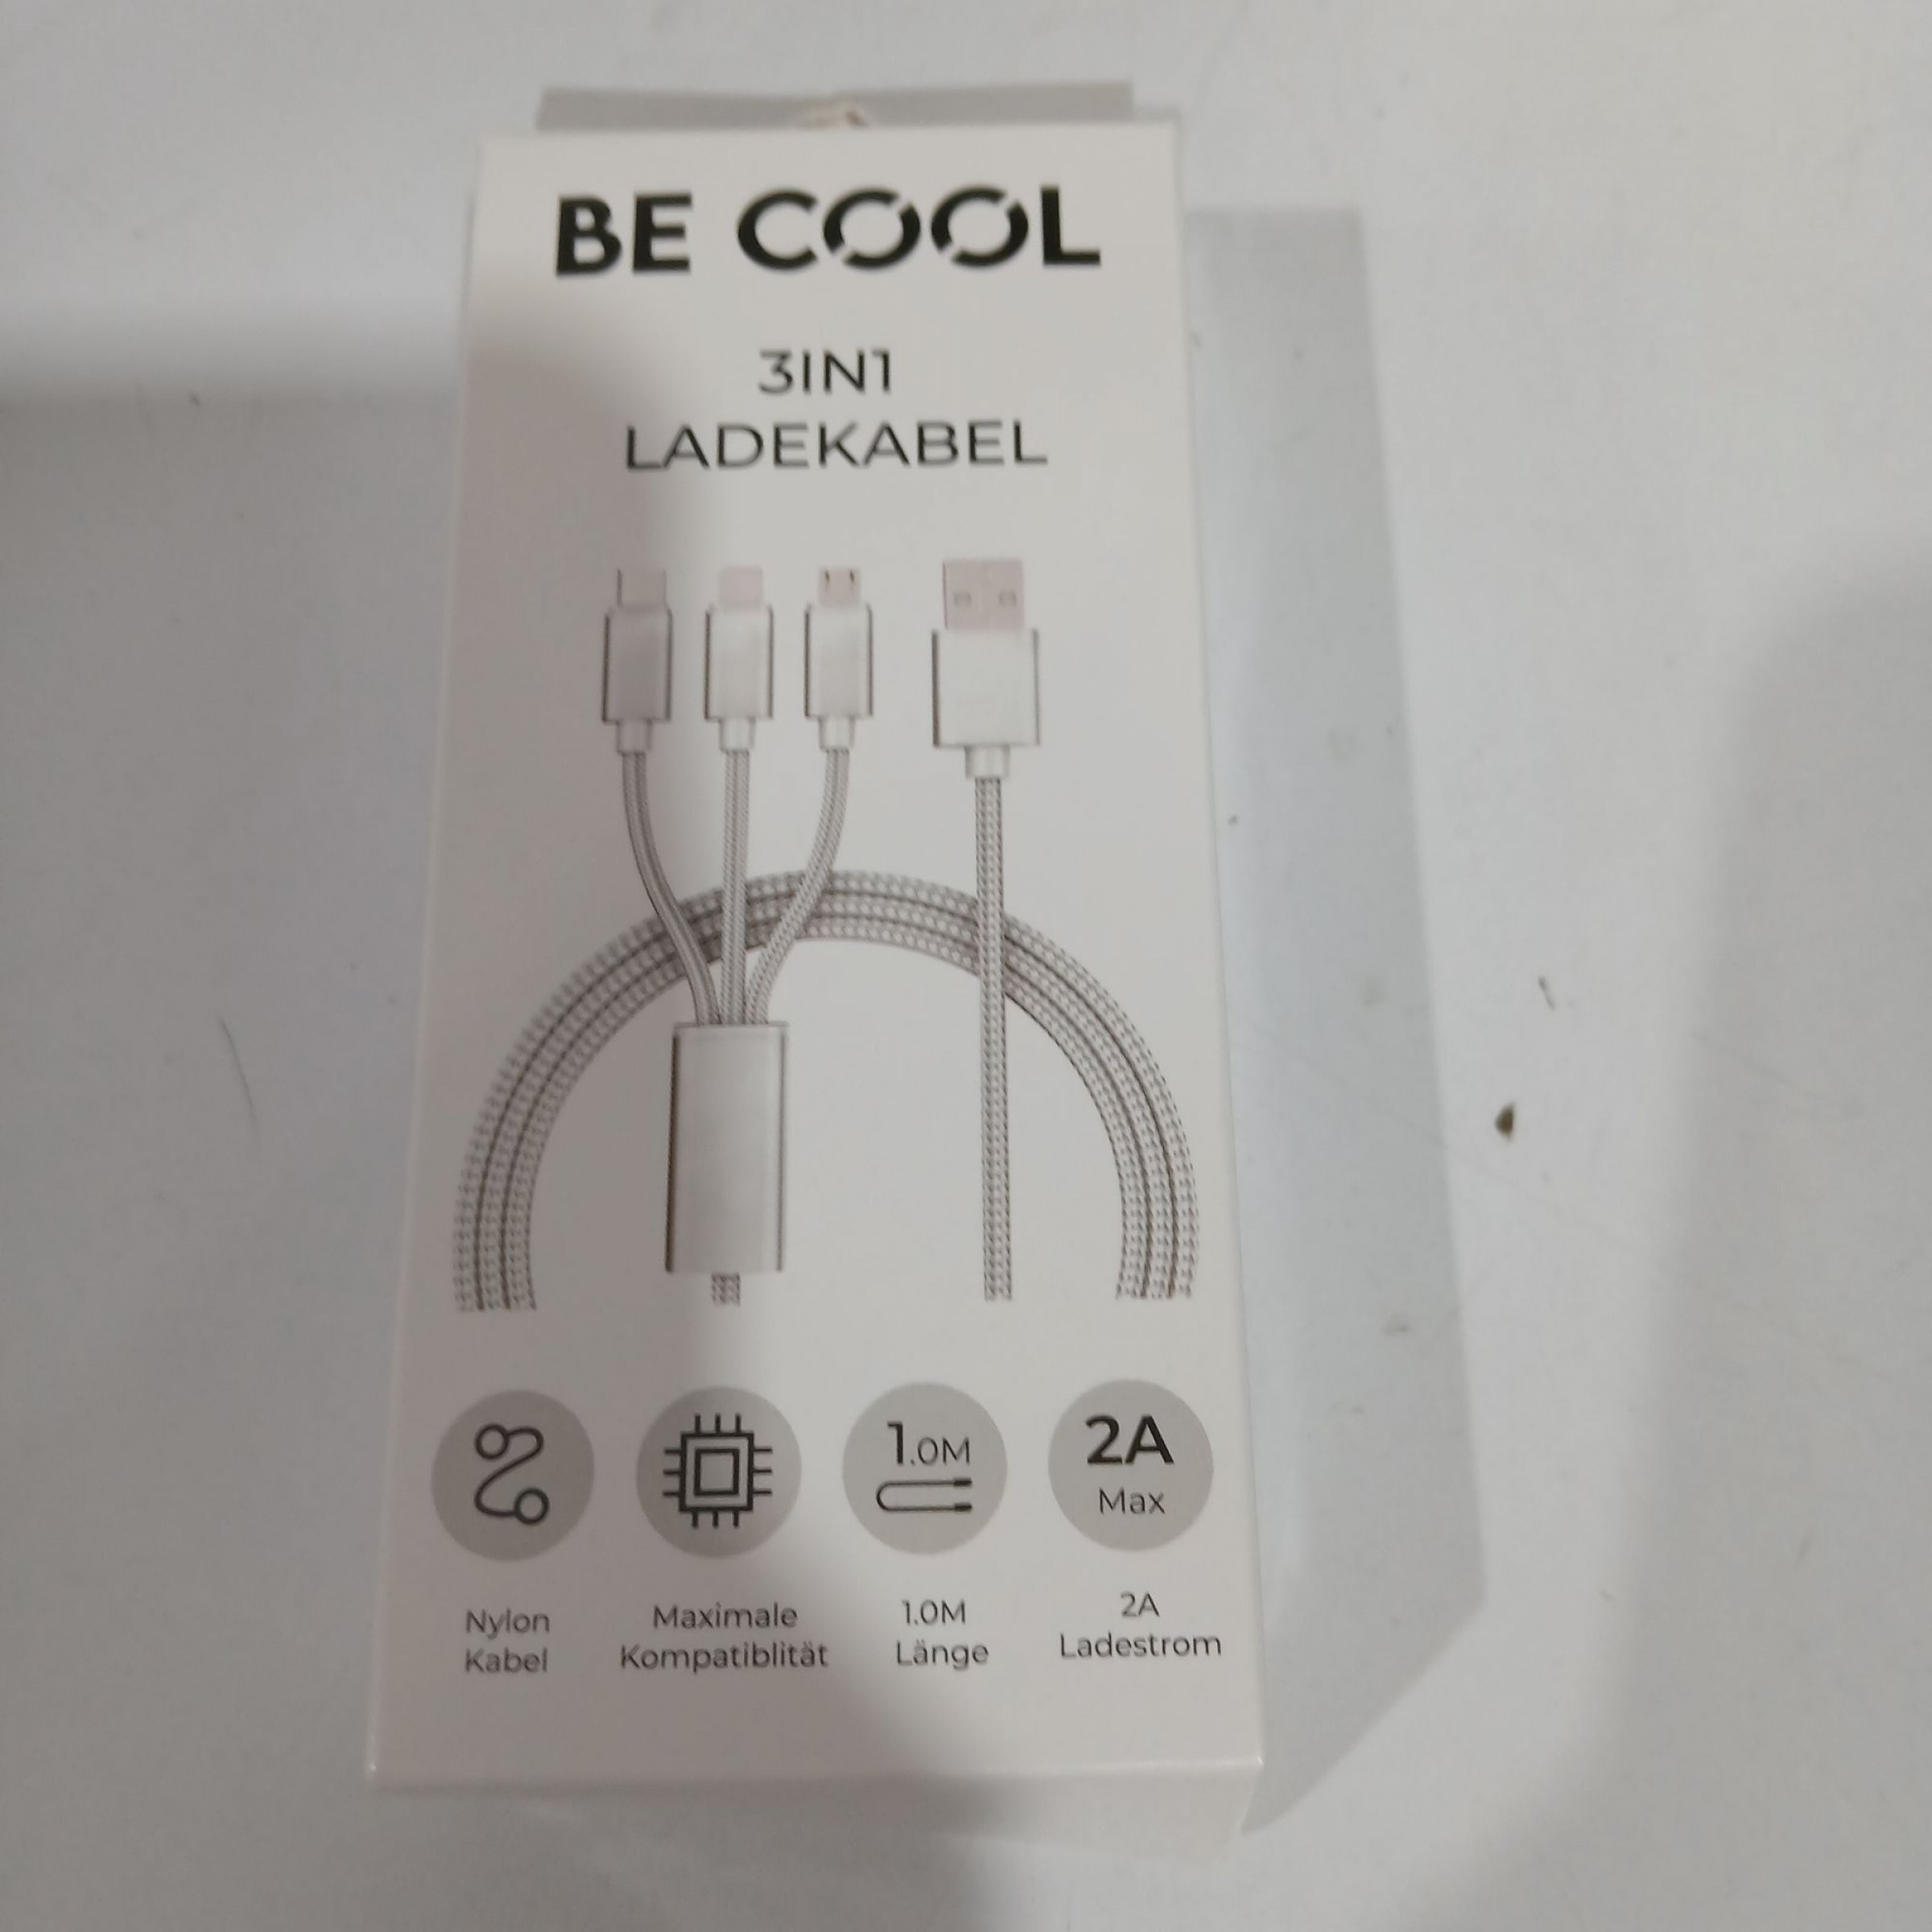 BE COOL
3IN1
LADEKABEL
1.0M
2A
Max
Nylon
Kabel
Maximale
Kompatiblität
1.0M
Länge
2A
Ladestrom